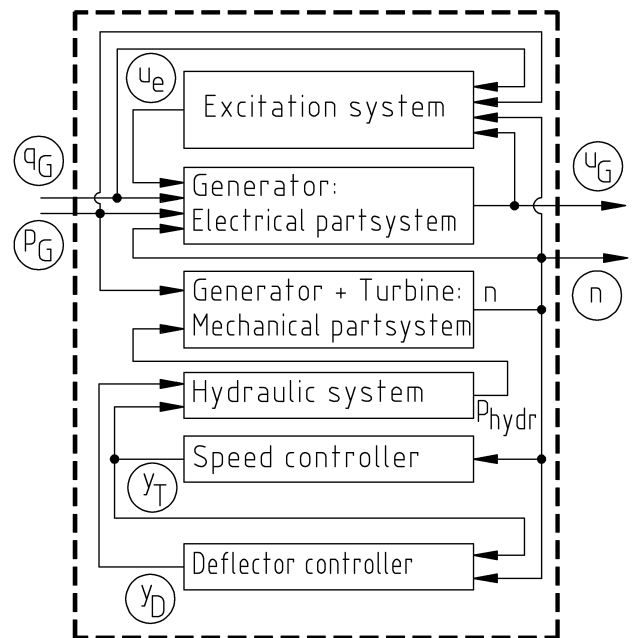 u_e
Excitation system
q_G
u_G
Generator:
Electrical partsystem
p_G
Generator + Turbine:
n
n
Mechanical partsystem
Hydraulic system
p_hydr
Speed controller
y_T
Deflector controller
y_D